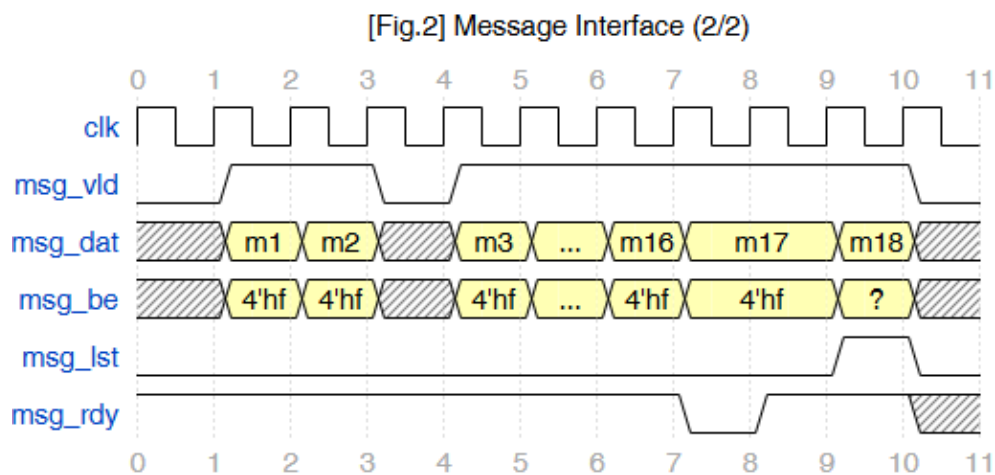 [Fig.2] Message Interface (2/2)
0 1 2 3 4 5 6 7 8 9 10 11
clk
msg_vld
msg_dat m1 m2 m3 ... m16 m17 m18
msg_be 4'hf 4'hf 4'hf ... 4'hf 4'hf ?
msg_lst
msg_rdy
0 1 2 3 4 5 6 7 8 9 10 11